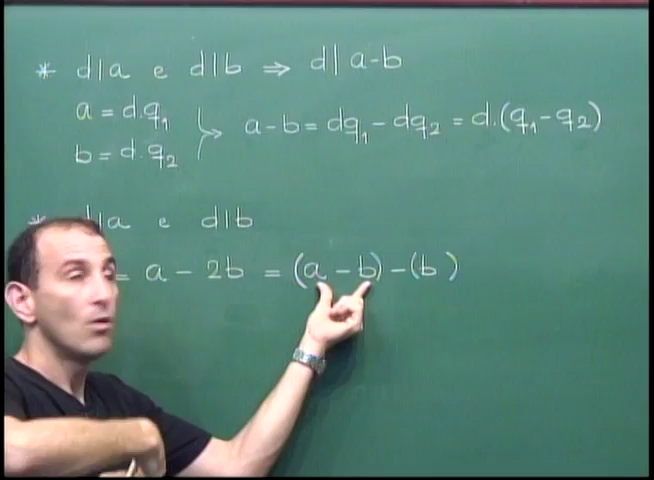 * d|a e d|b ⇒ d| a-b
a = d.q₁
b = d.q₂
a-b = dq₁ - dq₂ = d.(q₁-q₂)
* d|a e d|b
= a - 2b = (a - b) - (b)